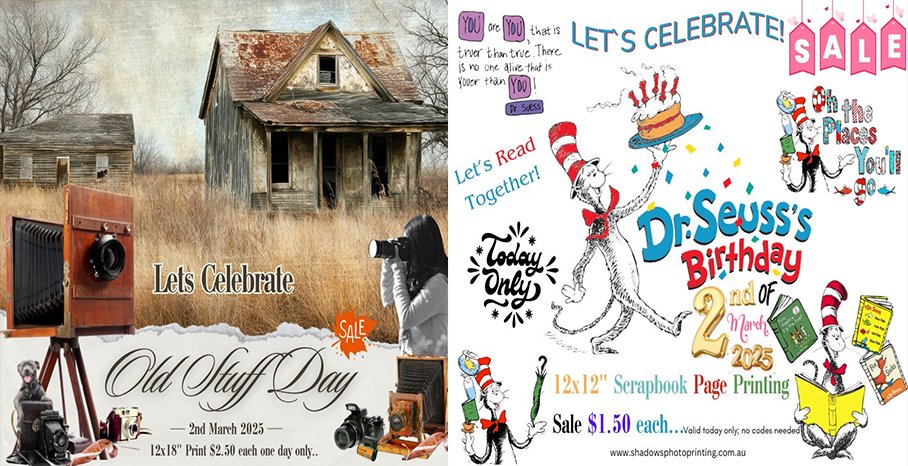 Lets Celebrate
SALE
Old Stuff Day
2nd March 2025
12x18" Print $2.50 each one day only..
YOU are YOU, that is
truer than true. There
is no one alive that is
youer than YOU!
Dr. Suess
LET'S CELEBRATE!
SALE
Let's Read
Together!
Oh the
Places
You'll
go
Today
Only
Dr. Seuss's
Birthday
2nd OF
March
2025
12x12" Scrapbook Page Printing
Sale $1.50 each...Valid today only; no codes needed
www.shadowsphotoprinting.com.au